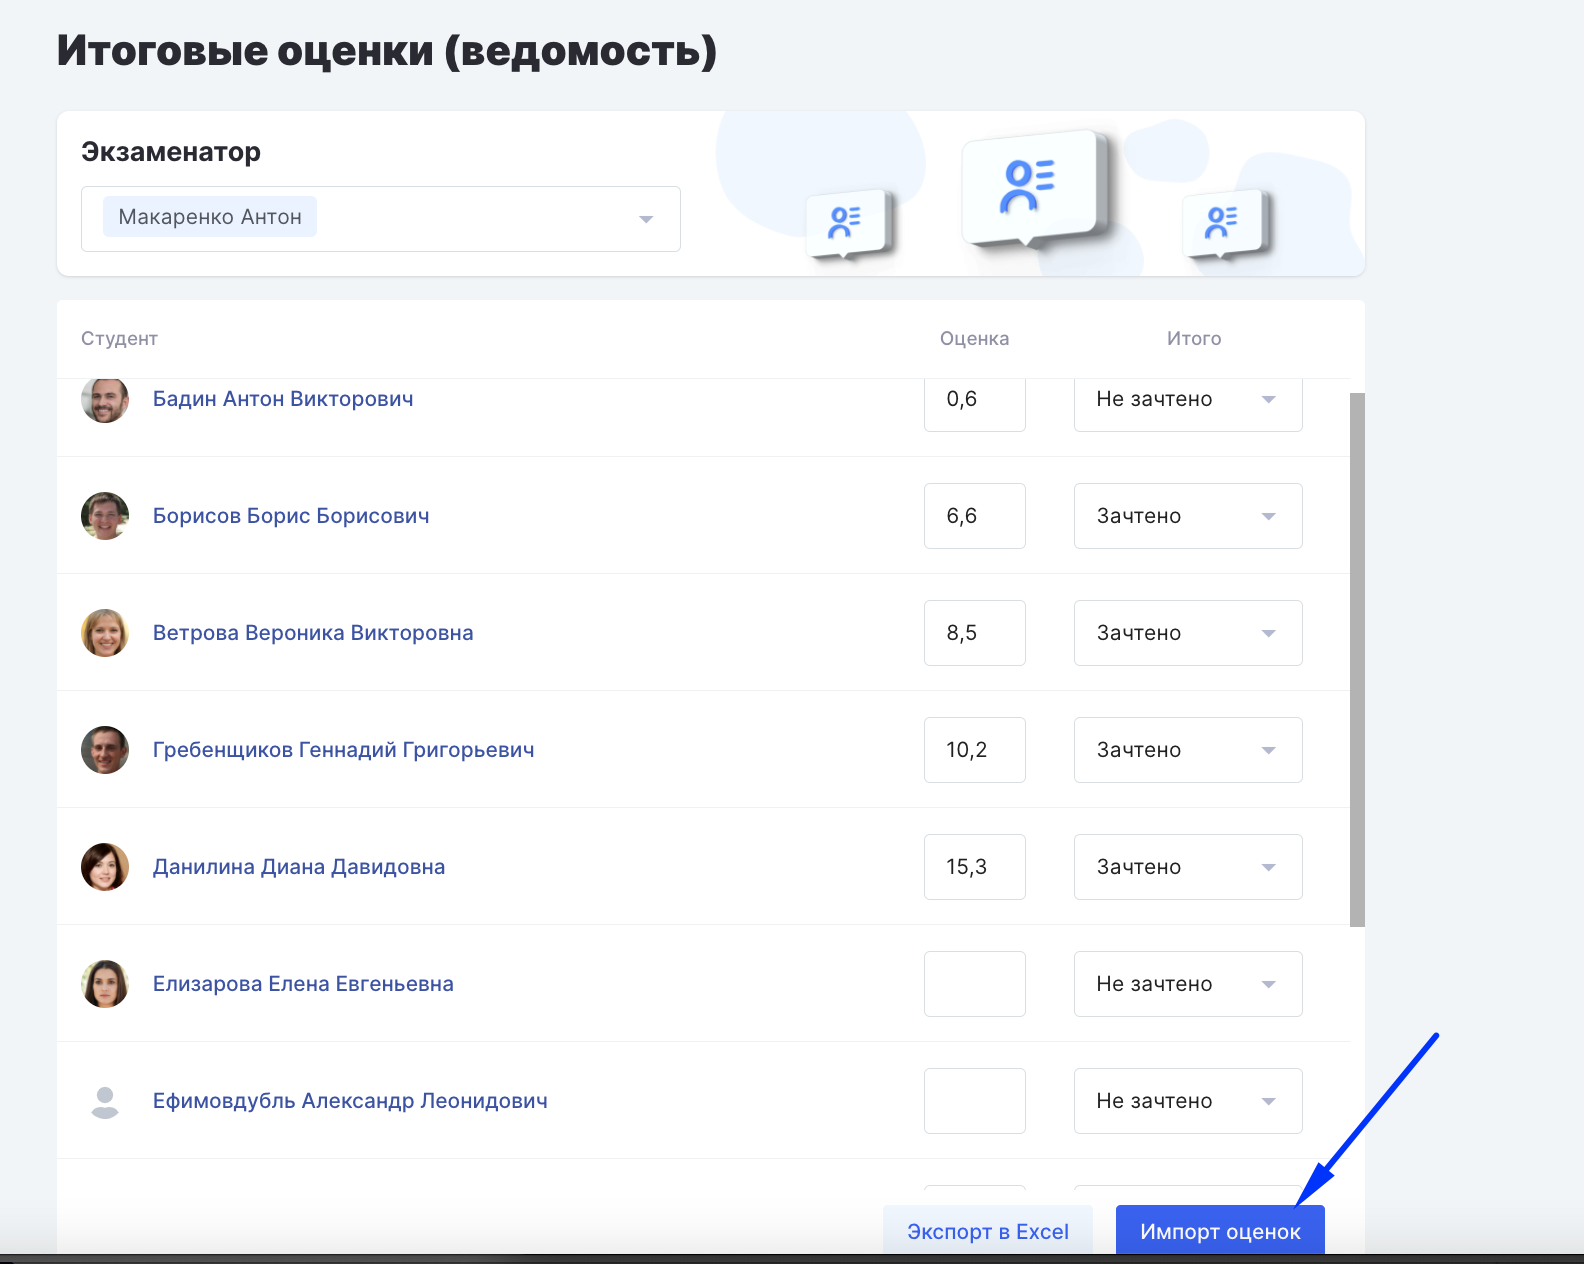 Итоговые оценки (ведомость)
Экзаменатор
Макаренко Антон
Студент Оценка Итого
Бадин Антон Викторович 0,6 Не зачтено
Борисов Борис Борисович 6,6 Зачтено
Ветрова Вероника Викторовна 8,5 Зачтено
Гребенщиков Геннадий Григорьевич 10,2 Зачтено
Данилина Диана Давидовна 15,3 Зачтено
Елизарова Елена Евгеньевна Не зачтено
Ефимовдубль Александр Леонидович Не зачтено
Экспорт в Excel Импорт оценок